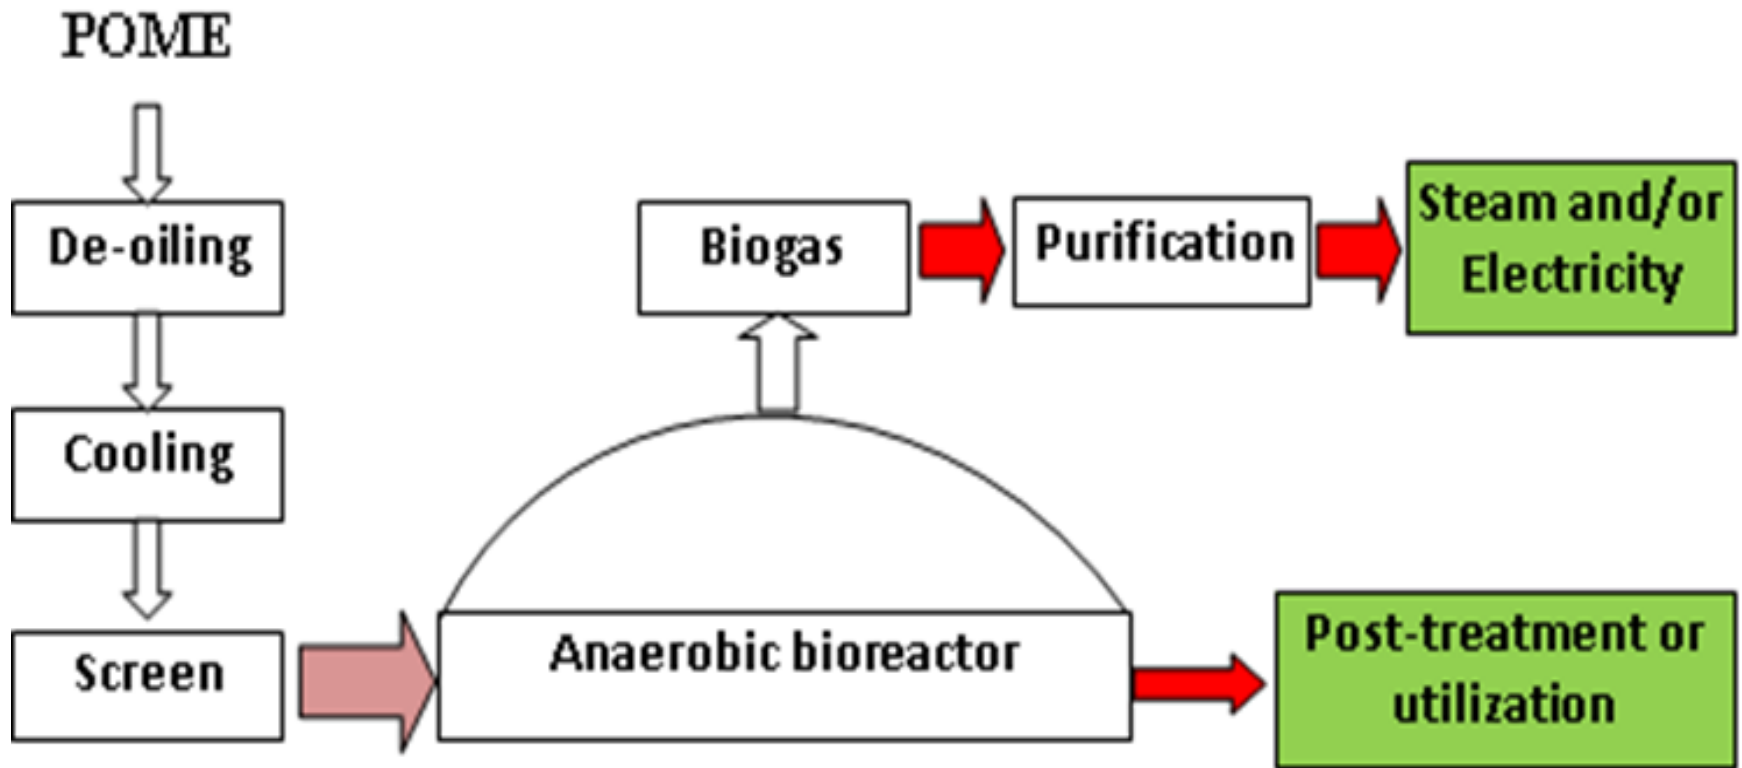 POME
De-oiling
Cooling
Screen
Anaerobic bioreactor
Biogas
Purification
Steam and/or
Electricity
Post-treatment or
utilization